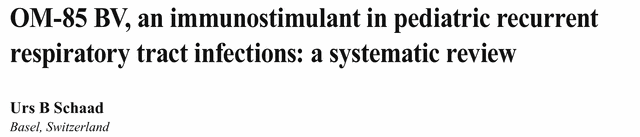 OM-85 BV, an immunostimulant in pediatric recurrent
respiratory tract infections: a systematic review
Urs B Schaad
Basel, Switzerland